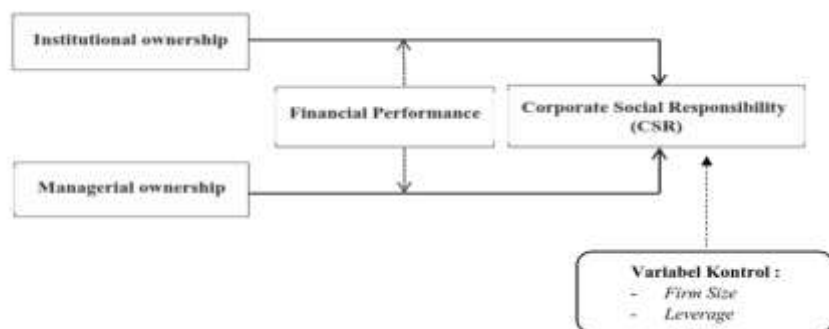 Institutional ownership
Financial Performance
Corporate Social Responsibility
(CSR)
Managerial ownership
Variabel Kontrol :
- Firm Size
- Leverage